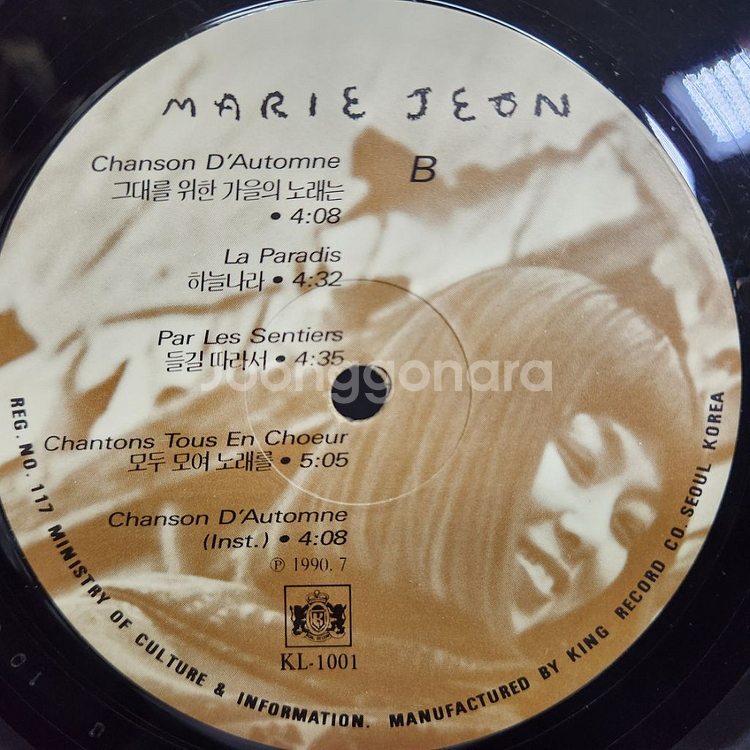 MARIE JEON
B
Chanson D'Automne
그대를 위한 가을의 노래는
• 4:08
La Paradis
하늘나라 • 4:32
Par Les Sentiers
들길 따라서 • 4:35
Joonggonara
Chantons Tous En Choeur
모두 모여 노래를 • 5:05
Chanson D'Automne
(Inst.) • 4:08
℗ 1990. 7
KL-1001
REG. NO. 117 MINISTRY OF CULTURE & INFORMATION. MANUFACTURED BY KING RECORD CO. SEOUL KOREA